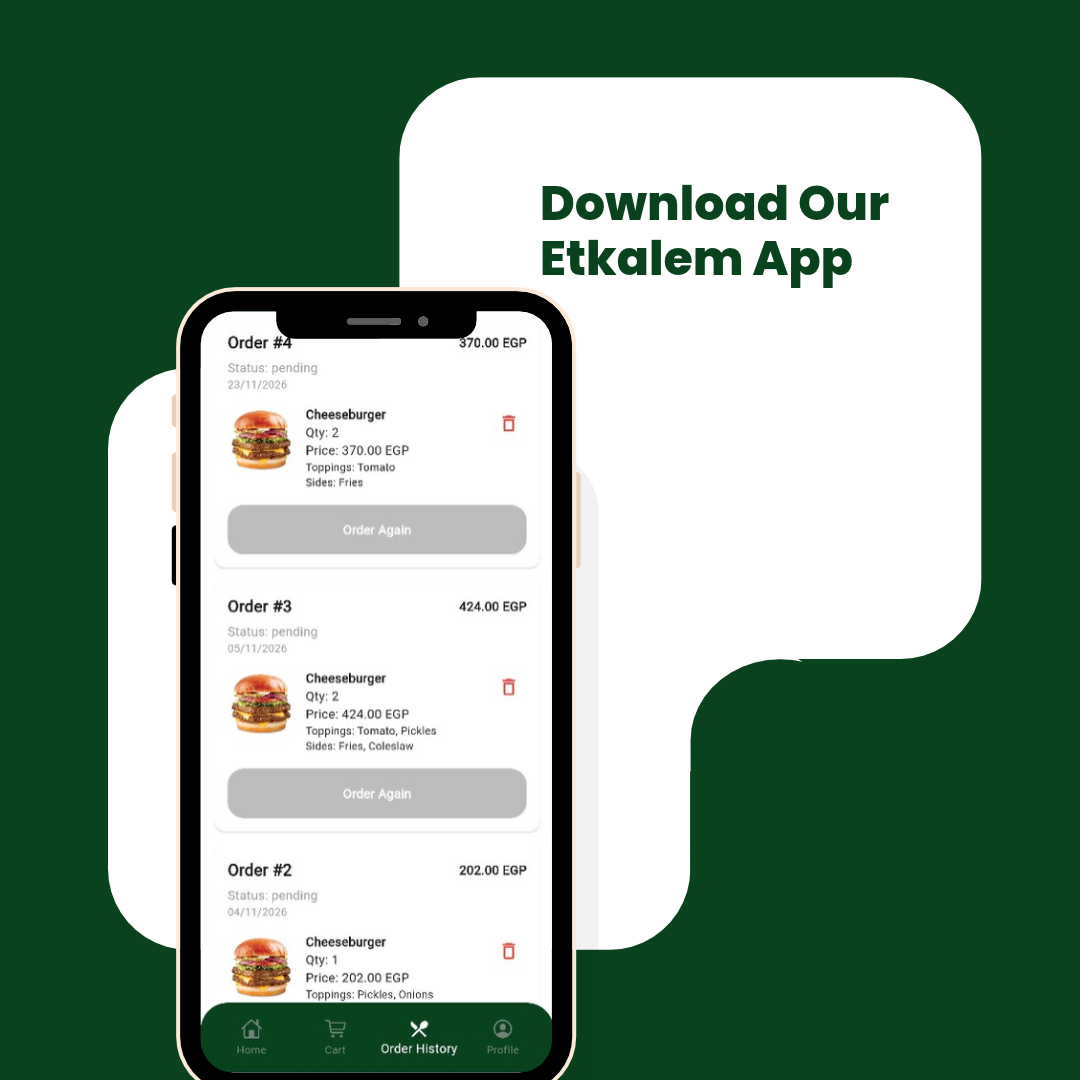 Download Our
Etkalem App
Order #4
370.00 EGP
Status: pending
23/11/2026
Cheeseburger
Qty: 2
Price: 370.00 EGP
Toppings: Tomato
Sides: Fries
Order Again
Order #3
424.00 EGP
Status: pending
05/11/2026
Cheeseburger
Qty: 2
Price: 424.00 EGP
Toppings: Tomato, Pickles
Sides: Fries, Coleslaw
Order Again
Order #2
202.00 EGP
Status: pending
04/11/2026
Cheeseburger
Qty: 1
Price: 202.00 EGP
Toppings: Pickles, Onions
Home
Cart
Order History
Profile